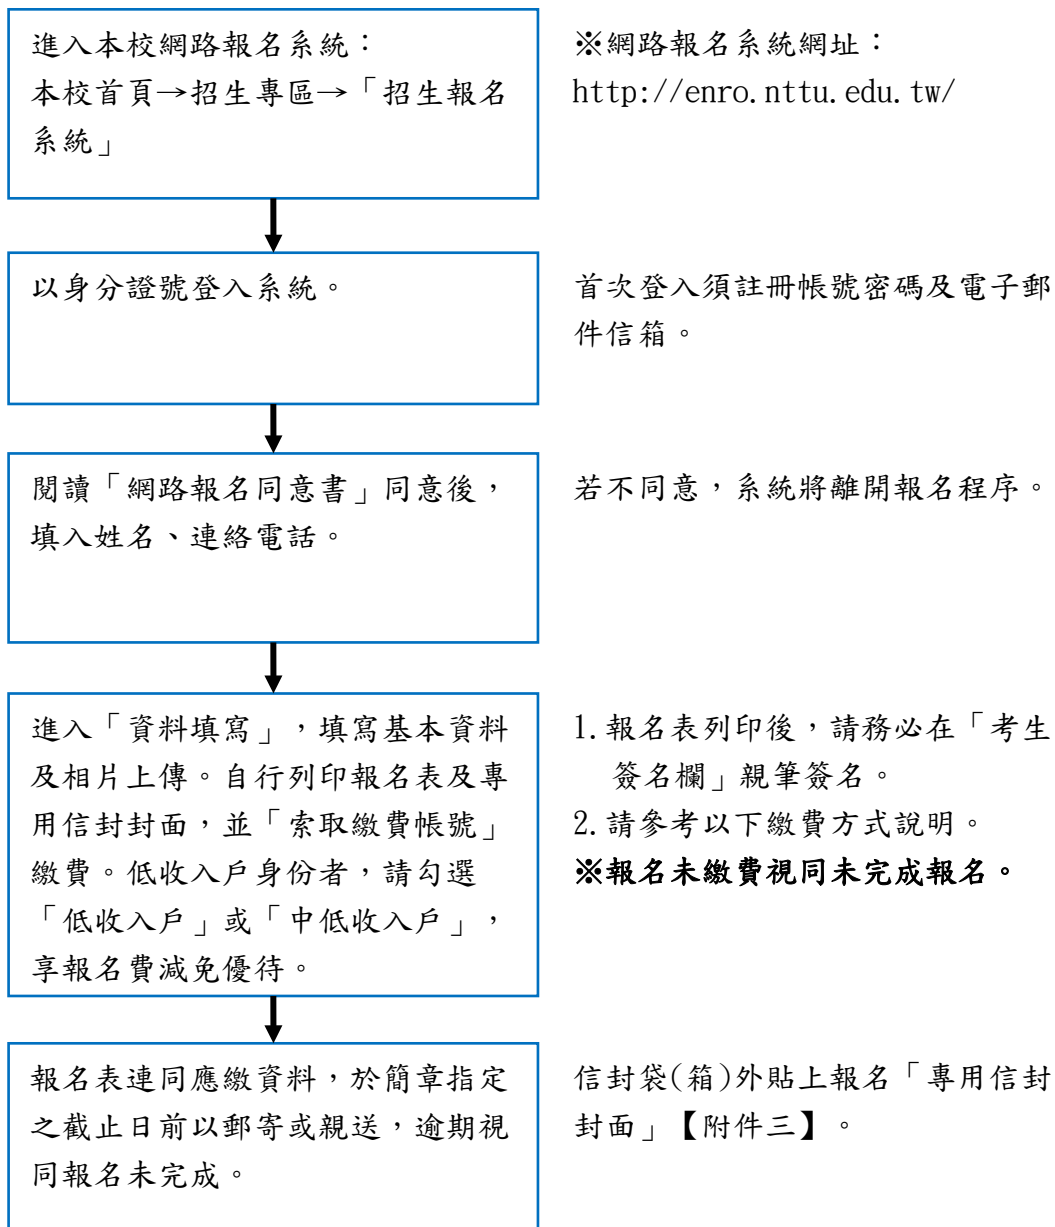 進入本校網路報名系統：
本校首頁→招生專區→「招生報名
系統」
※網路報名系統網址：
http://enro.nttu.edu.tw/
以身分證號登入系統。
首次登入須註冊帳號密碼及電子郵
件信箱。
閱讀「網路報名同意書」同意後，
填入姓名、連絡電話。
若不同意，系統將離開報名程序。
進入「資料填寫」，填寫基本資料
及相片上傳。自行列印報名表及專
用信封封面，並「索取繳費帳號」
繳費。低收入戶身份者，請勾選
「低收入戶」或「中低收入戶」，
享報名費減免優待。
1.報名表列印後，請務必在「考生
簽名欄」親筆簽名。
2.請參考以下繳費方式說明。
※報名未繳費視同未完成報名。
報名表連同應繳資料，於簡章指定
之截止日前以郵寄或親送，逾期視
同報名未完成。
信封袋(箱)外貼上報名「專用信封
封面」【附件三】。